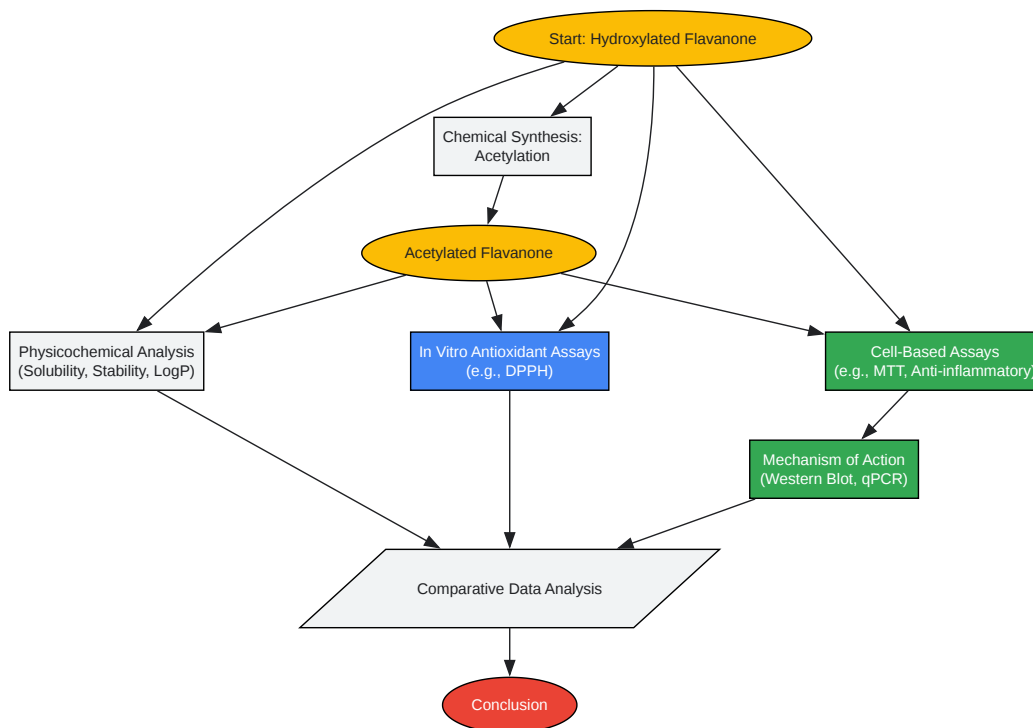 Start: Hydroxylated Flavanone
Chemical Synthesis:
Acetylation
Acetylated Flavanone
Physicochemical Analysis
(Solubility, Stability, LogP)
In Vitro Antioxidant Assays
(e.g., DPPH)
Cell-Based Assays
(e.g., MTT, Anti-inflammatory)
Mechanism of Action
(Western Blot, qPCR)
Comparative Data Analysis
Conclusion